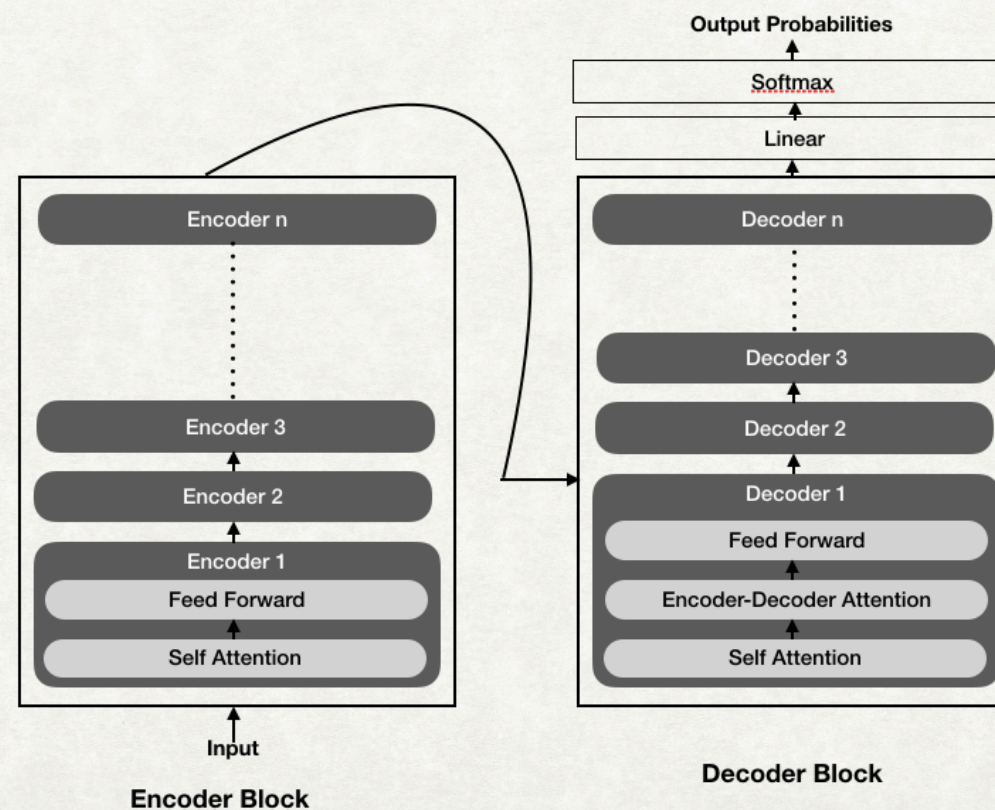 Output Probabilities
Softmax
Linear
Encoder n
Encoder 3
Encoder 2
Encoder 1
Feed Forward
Self Attention
Input
Encoder Block
Decoder n
Decoder 3
Decoder 2
Decoder 1
Feed Forward
Encoder-Decoder Attention
Self Attention
Decoder Block